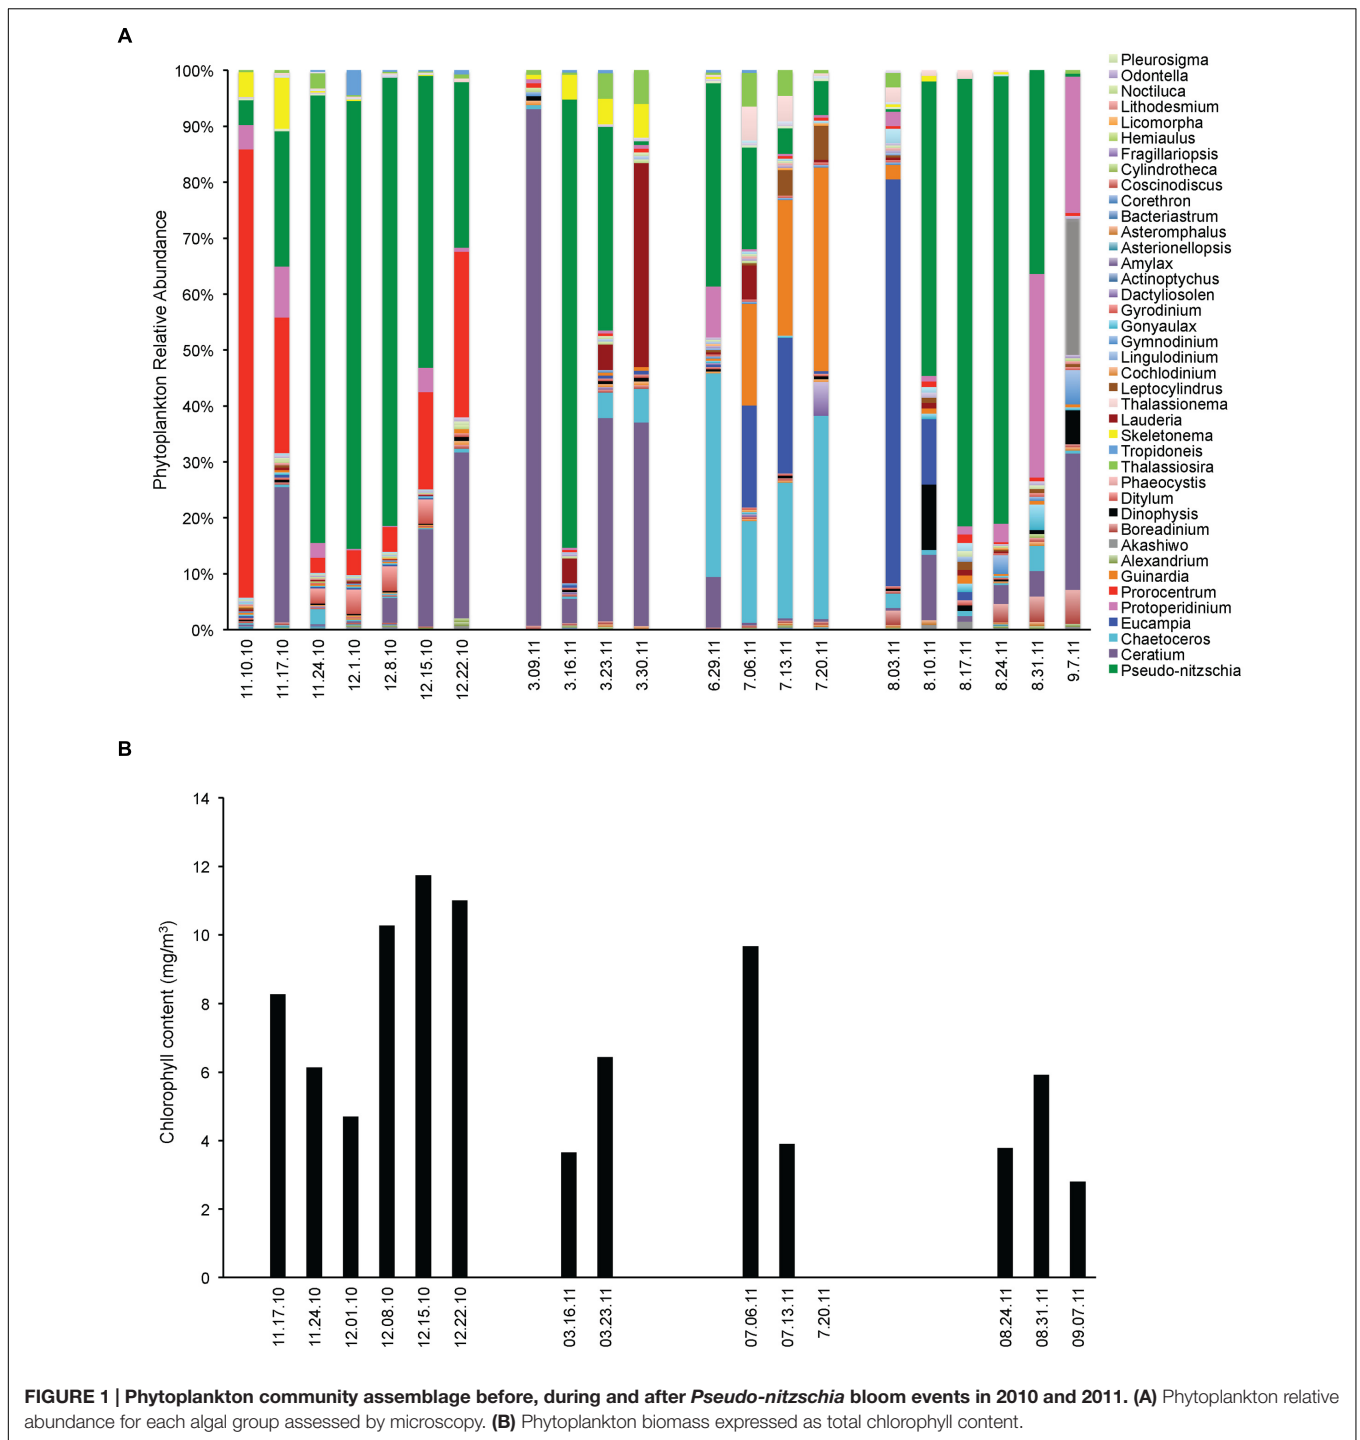 A
100%
90%
80%
70%
60%
50%
40%
30%
20%
10%
0%
Phytoplankton Relative Abundance
11.10.10
11.17.10
11.24.10
12.1.10
12.8.10
12.15.10
12.22.10
3.09.11
3.16.11
3.23.11
3.30.11
6.29.11
7.06.11
7.13.11
7.20.11
8.03.11
8.10.11
8.17.11
8.24.11
8.31.11
9.7.11
Pleurosigma
Odontella
Noctiluca
Lithodesmium
Licomorpha
Hemiaulus
Fragillariopsis
Cylindrotheca
Coscinodiscus
Corethron
Bacteriastrum
Asteromphalus
Asterionellopsis
Amylax
Actinoptychus
Dactyliosolen
Gyrodinium
Gonyaulax
Gymnodinium
Lingulodinium
Cochlodinium
Leptocylindrus
Thalassionema
Lauderia
Skeletonema
Tropidoneis
Thalassiosira
Phaeocystis
Ditylum
Dinophysis
Boreadinium
Akashiwo
Alexandrium
Guinardia
Prorocentrum
Protoperidinium
Eucampia
Chaetoceros
Ceratium
Pseudo-nitzschia
B
14
12
10
8
6
4
2
0
Chlorophyll content (mg/m³)
11.17.10
11.24.10
12.01.10
12.08.10
12.15.10
12.22.10
03.16.11
03.23.11
07.06.11
07.13.11
7.20.11
08.24.11
08.31.11
09.07.11
FIGURE 1 | Phytoplankton community assemblage before, during and after Pseudo-nitzschia bloom events in 2010 and 2011. (A) Phytoplankton relative
abundance for each algal group assessed by microscopy. (B) Phytoplankton biomass expressed as total chlorophyll content.